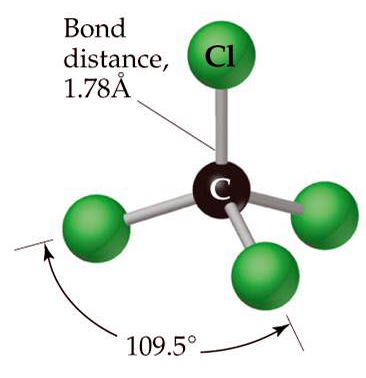 Bond
distance,
1.78Å
Cl
C
109.5°